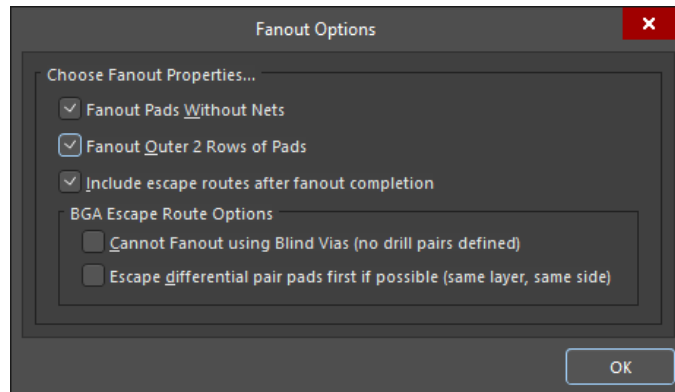 Fanout Options
Choose Fanout Properties...
Fanout Pads Without Nets
Fanout Outer 2 Rows of Pads
Include escape routes after fanout completion
BGA Escape Route Options
Cannot Fanout using Blind Vias (no drill pairs defined)
Escape differential pair pads first if possible (same layer, same side)
OK